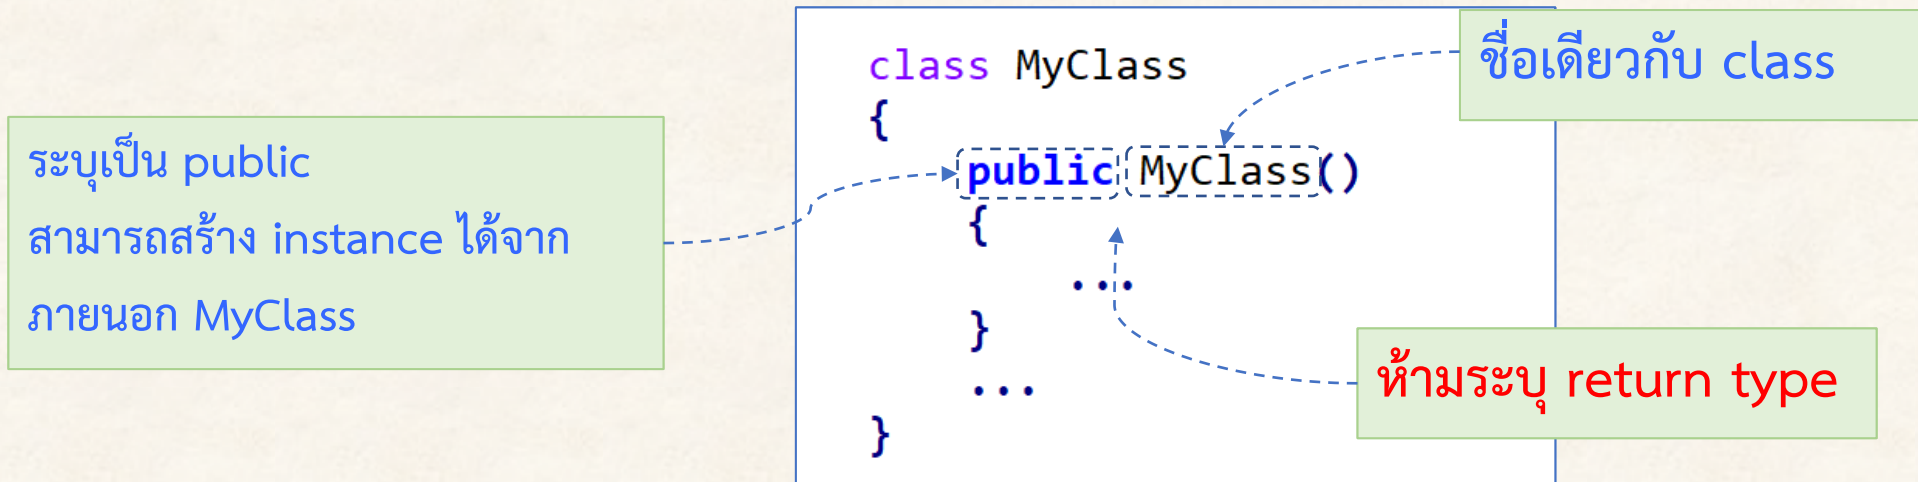 ระบุเป็น public
สามารถสร้าง instance ได้จาก
ภายนอก MyClass
class MyClass
{
public MyClass()
{
...
}
...
}
ชื่อเดียวกับ class
ห้ามระบุ return type